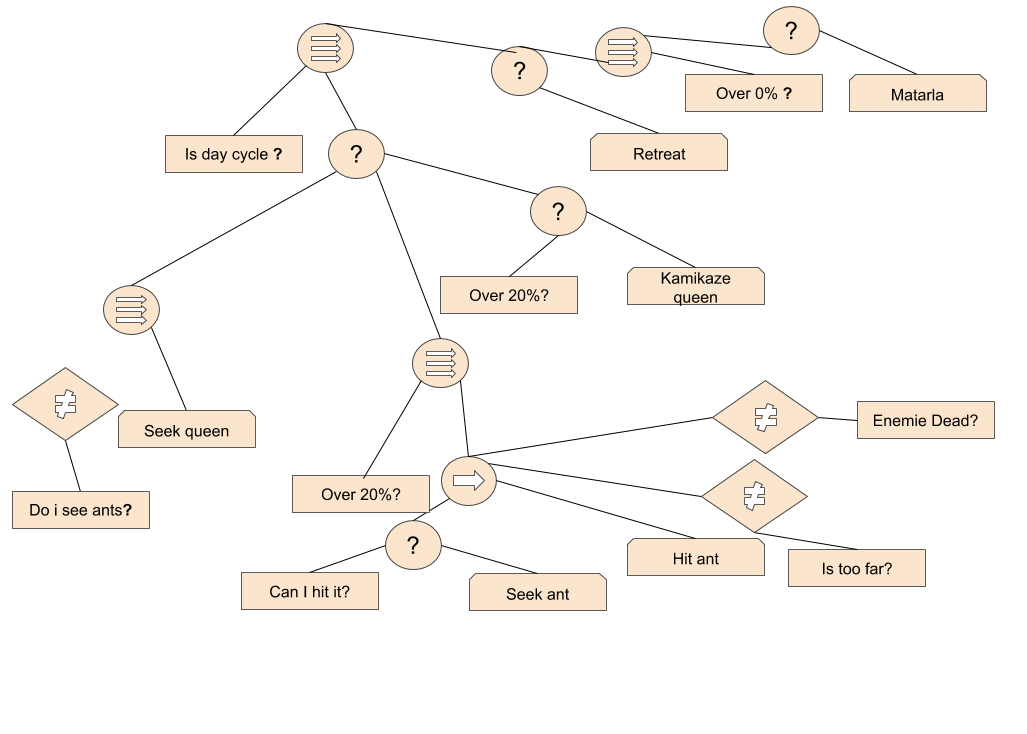 ?
?
Over 0% ?
Matarla
Is day cycle ?
?
Retreat
?
Over 20%?
Kamikaze
queen
≠
≠
Enemie Dead?
Seek queen
Over 20%?
≠
Do i see ants?
?
Hit ant
Is too far?
Can I hit it?
Seek ant